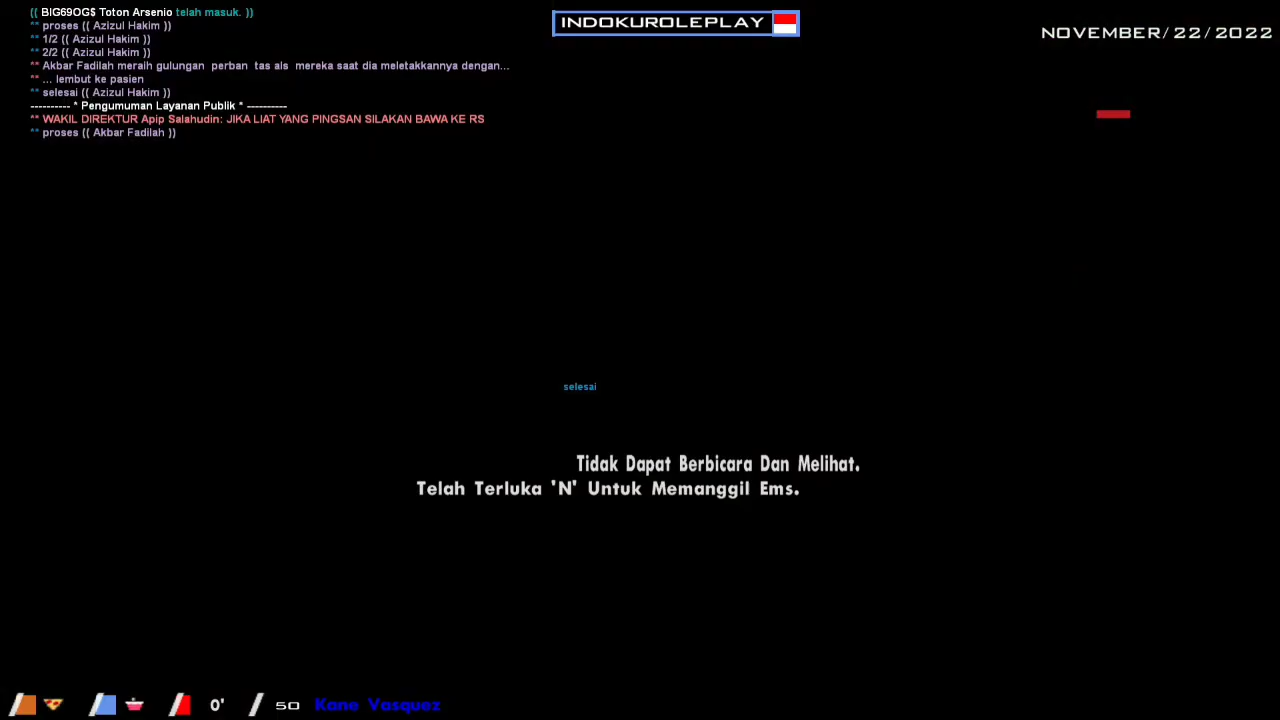 (( BIG69OG$ Toton Arsenio telah masuk. ))
** proses (( Azizul Hakim ))
** 1/2 (( Azizul Hakim ))
** 2/2 (( Azizul Hakim ))
** Akbar Fadilah meraih gulungan perban tas als mereka saat dia meletakkannya dengan...
** ... lembut ke pasien
** selesai (( Azizul Hakim ))
---------- * Pengumuman Layanan Publik * ----------
** WAKIL DIREKTUR Apip Salahudin: JIKA LIAT YANG PINGSAN SILAKAN BAWA KE RS
** proses (( Akbar Fadilah ))
INDOKUROLEPLAY
NOVEMBER/22/2022
selesai
Tidak Dapat Berbicara Dan Melihat.
Telah Terluka 'N' Untuk Memanggil Ems.
0'
50
Kane Vasquez